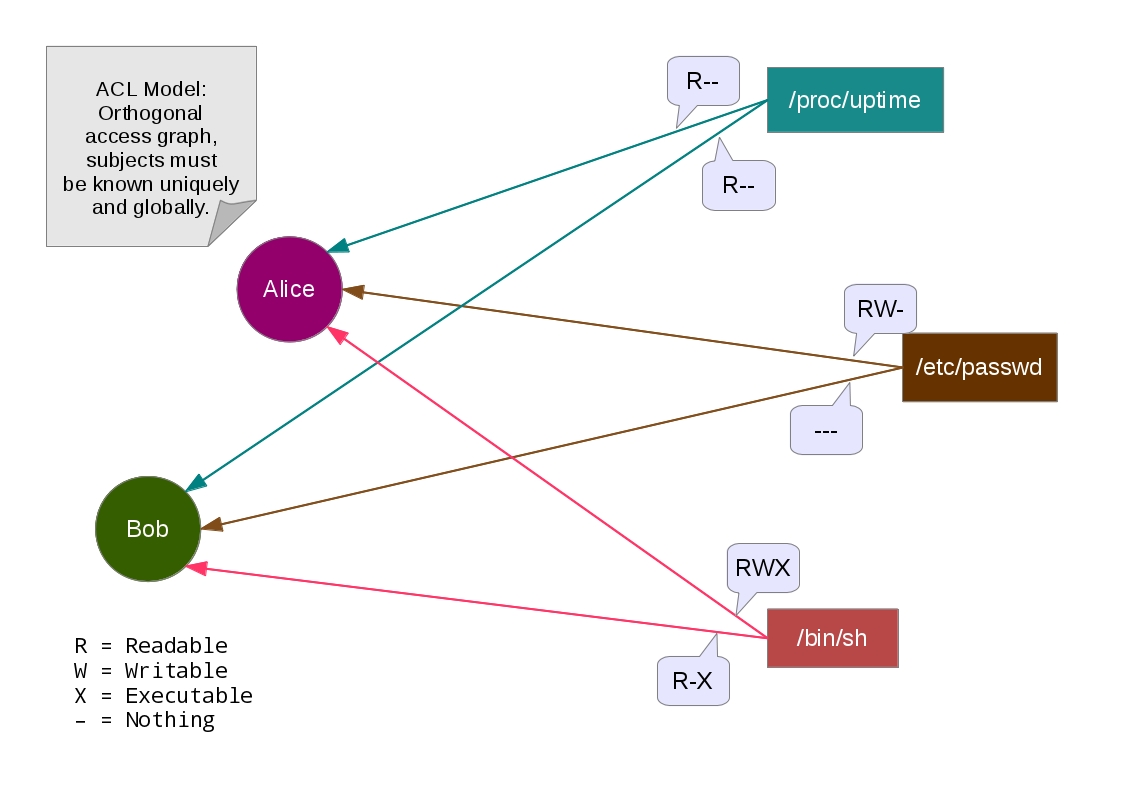 ACL Model:
Orthogonal
access graph,
subjects must
be known uniquely
and globally.
R--
/proc/uptime
R--
Alice
RW-
/etc/passwd
---
Bob
RWX
/bin/sh
R-X
R = Readable
W = Writable
X = Executable
– = Nothing